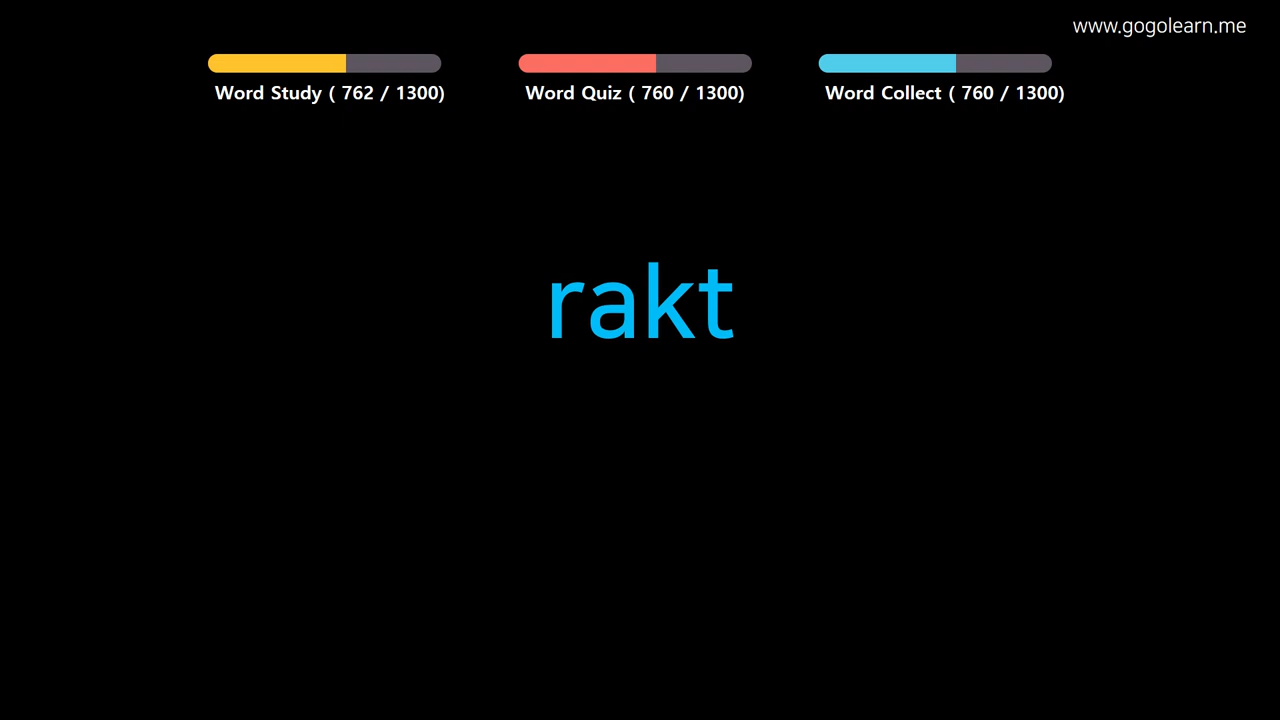 www.gogolearn.me
Word Study ( 762 / 1300)
Word Quiz ( 760 / 1300)
Word Collect ( 760 / 1300)
rakt